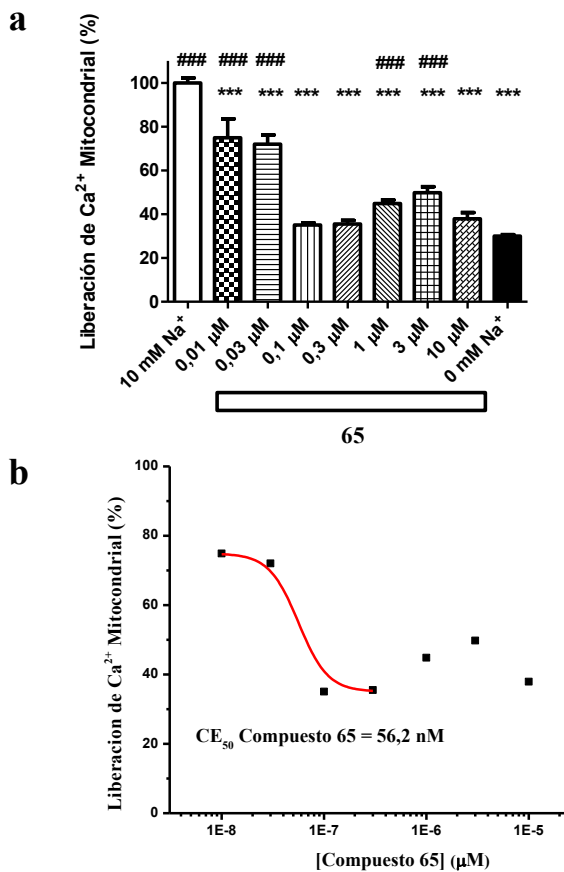 a
### ### ### ### ###
*** *** *** *** *** *** *** ***
Liberación de Ca²⁺ Mitocondrial (%)
100
80
60
40
20
0
10 mM Na⁺
0,01 µM
0,03 µM
0,1 µM
0,3 µM
1 µM
3 µM
10 µM
0 mM Na⁺
65
b
Liberacion de Ca²⁺ Mitocondrial (%)
100
80
60
40
20
0
CE₅₀ Compuesto 65 = 56,2 nM
1E-8 1E-7 1E-6 1E-5
[Compuesto 65] (µM)